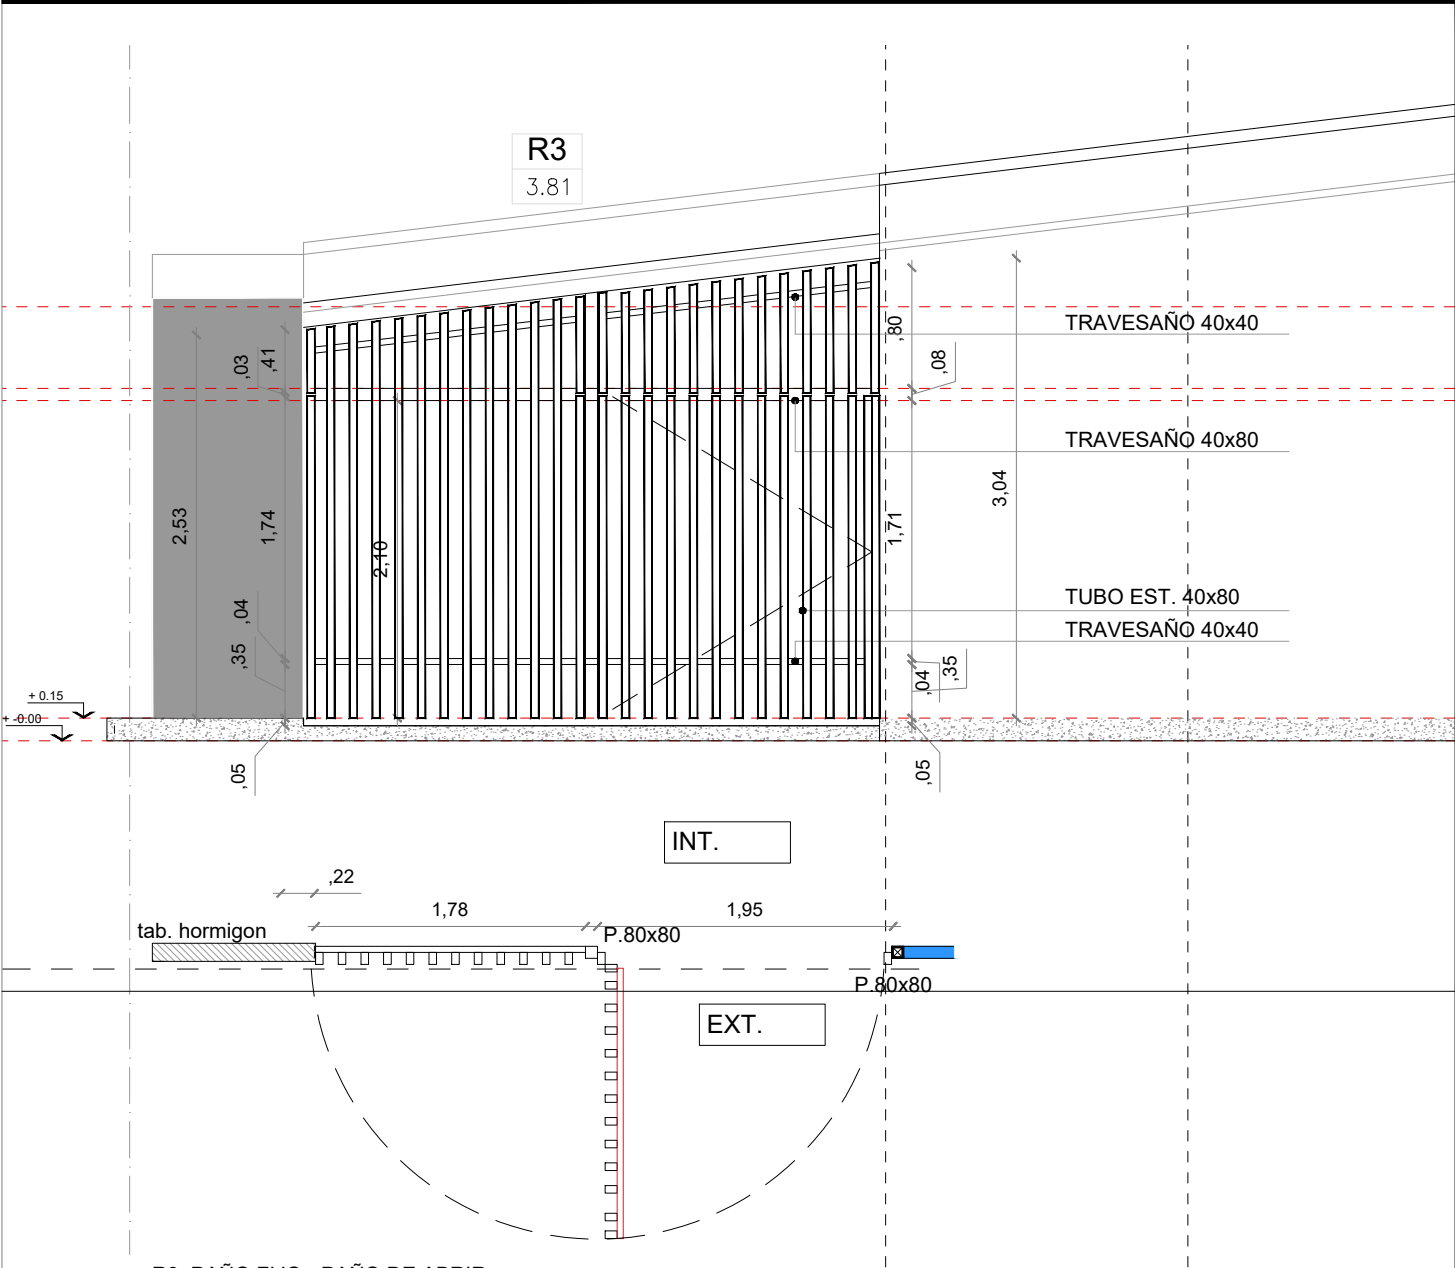 R3
3.81
TRAVESAÑO 40x40
,80
,03
,41
,08
TRAVESAÑO 40x80
3,04
2,53
1,74
2,10
1,71
TUBO EST. 40x80
TRAVESAÑO 40x40
,04
,35
,04
,35
+ 0.15
+ -0.00
,05
,05
INT.
,22
1,78
1,95
tab. hormigon
P.80x80
P.80x80
EXT.